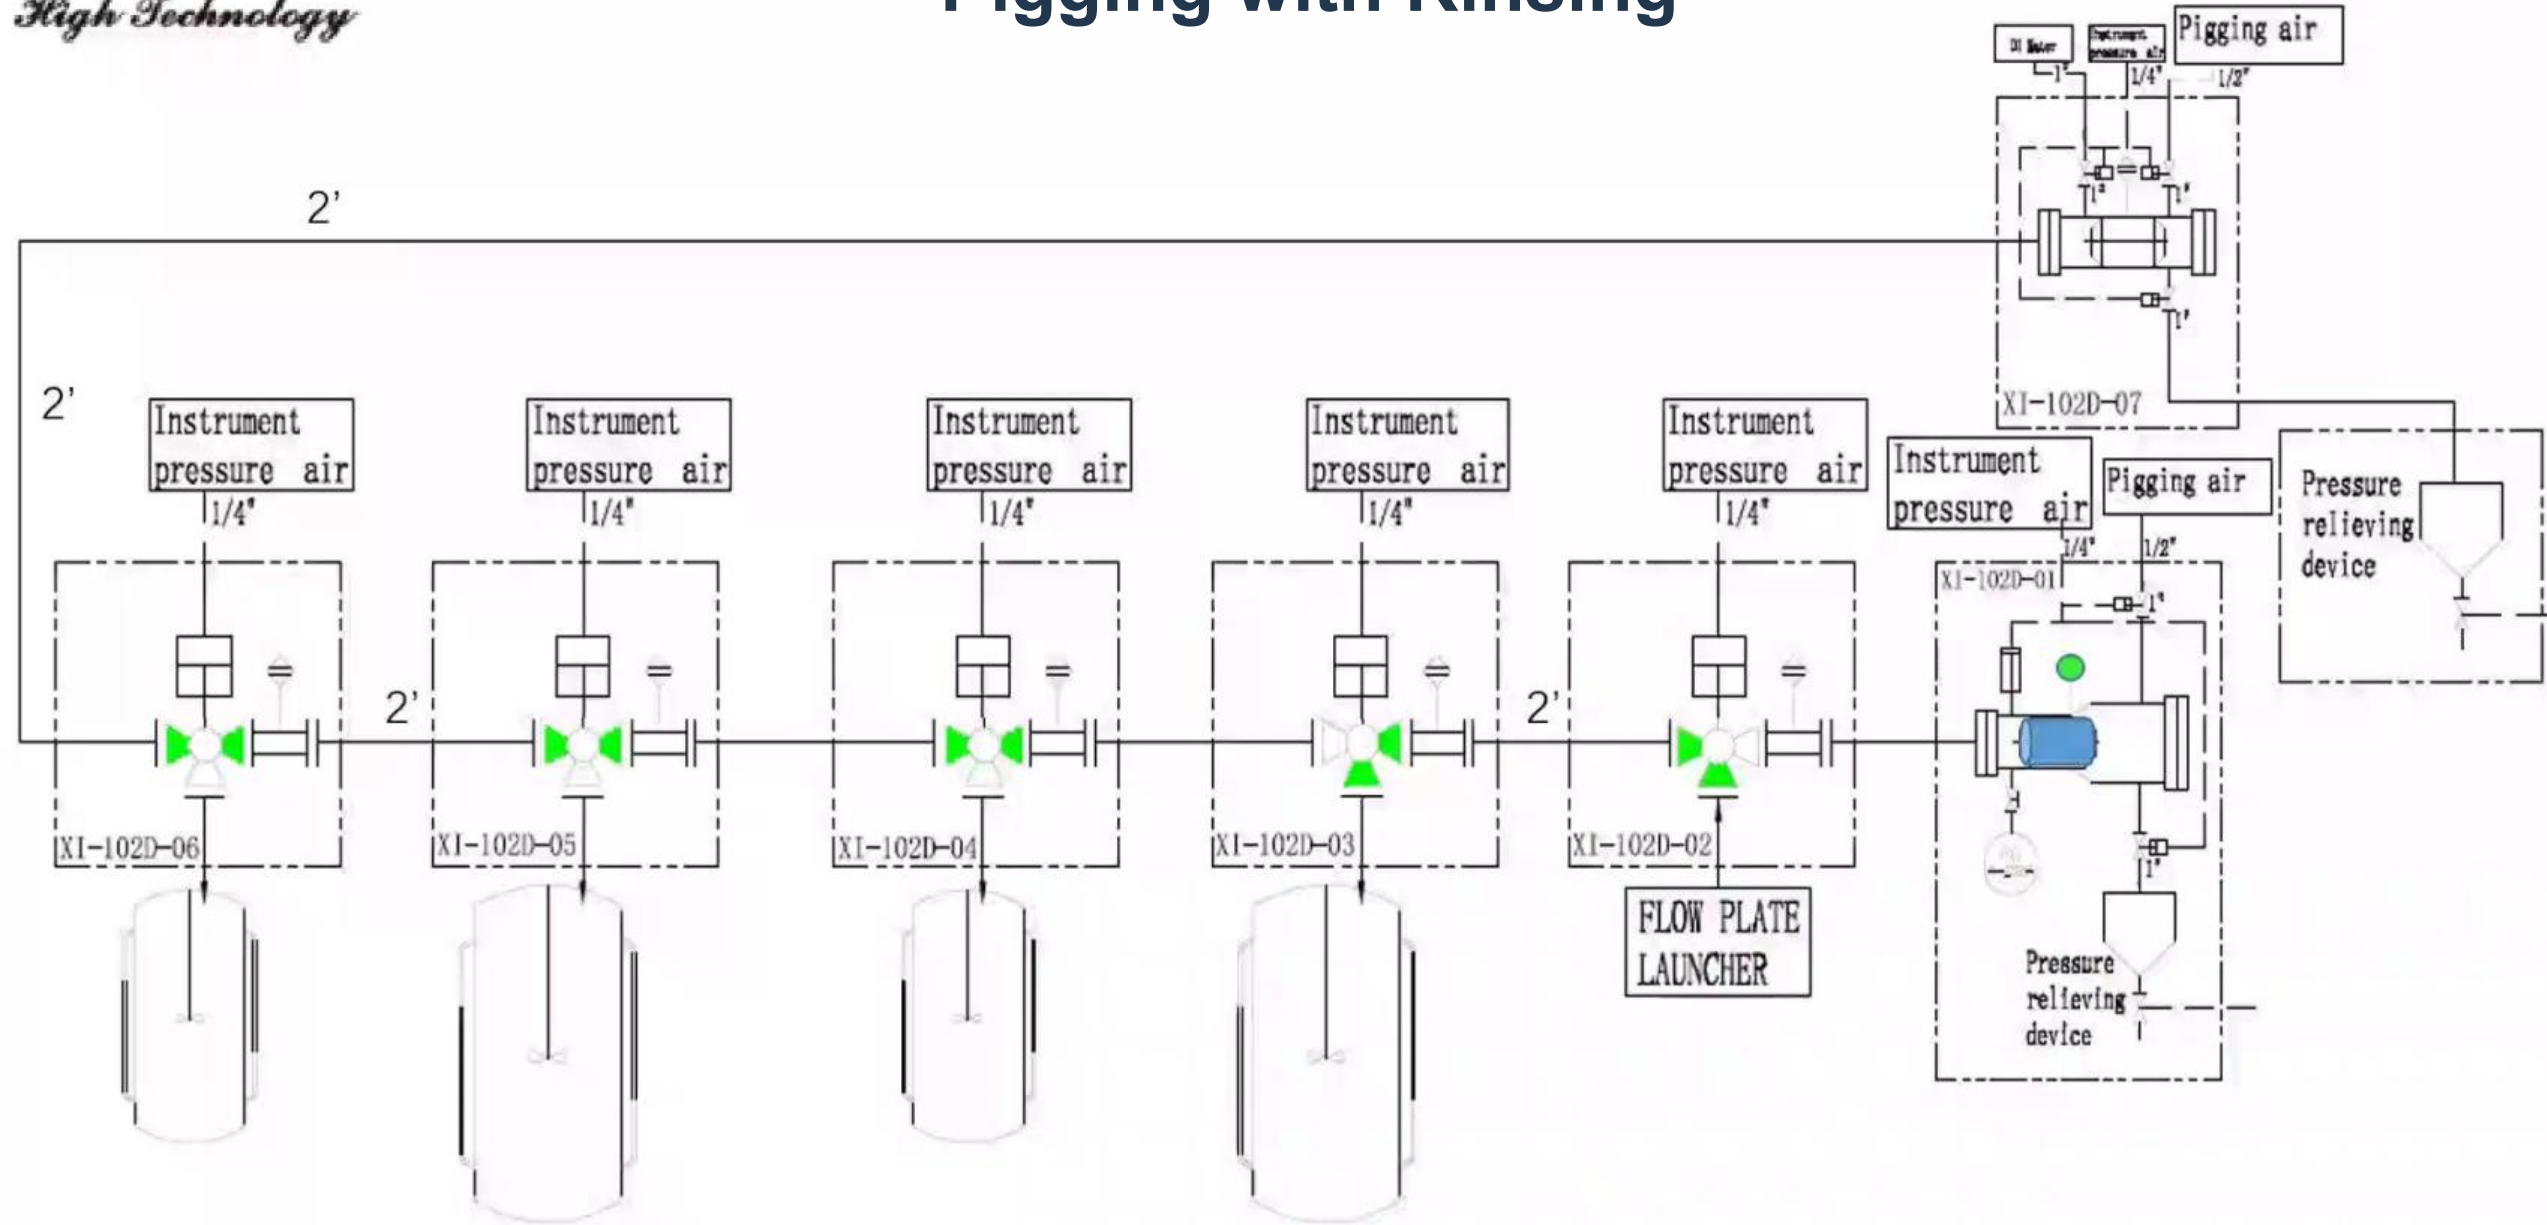 High Technology
Pigging with Rinsing
DI Water
Instrument
pressure air
Pigging air
1"
1/4"
1/2"
1"
1"
2’
1"
XI-102D-07
2’
Instrument
pressure air
1/4"
Instrument
pressure air
1/4"
Instrument
pressure air
1/4"
Instrument
pressure air
1/4"
Instrument
pressure air
1/4"
Instrument
pressure air
1/4"
Pigging air
1/2"
Pressure
relieving
device
XI-102D-01
1"
2’
2’
XI-102D-06
XI-102D-05
XI-102D-04
XI-102D-03
XI-102D-02
1"
FLOW PLATE
LAUNCHER
Pressure
relieving
device